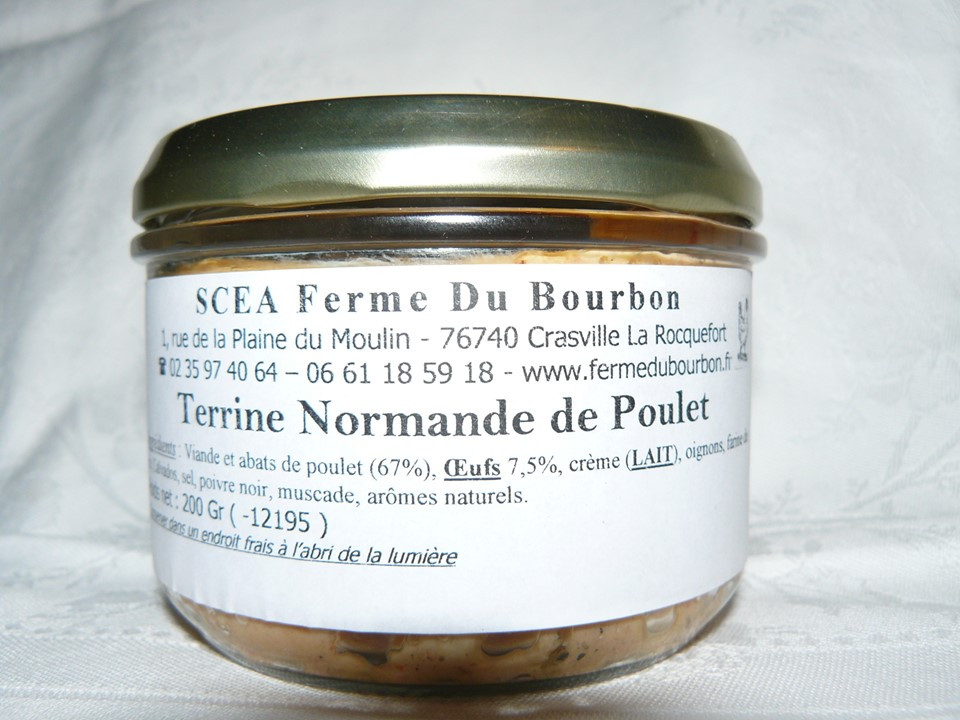 SCEA Ferme Du Bourbon
1, rue de la Plaine du Moulin - 76740 Crasville La Rocquefort
☎ 02 35 97 40 64 – 06 61 18 59 18 - www.fermedubourbon.fr
Terrine Normande de Poulet
: Viande et abats de poulet (67%), Œufs 7,5%, crème (LAIT), oignons, farine de
Calvados, sel, poivre noir, muscade, arômes naturels.
net : 200 Gr ( -12195 )
dans un endroit frais à l'abri de la lumière